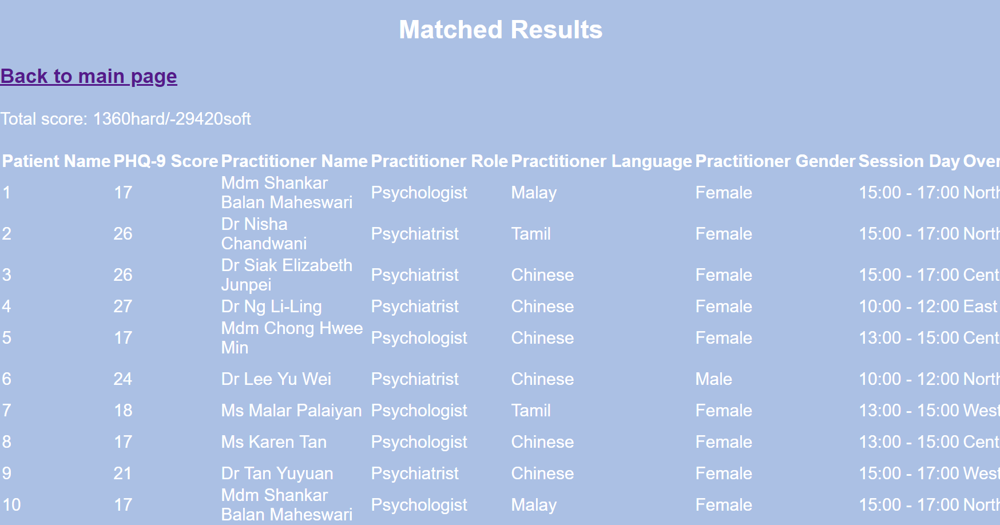 Matched Results
Back to main page
Total score: 1360hard/-29420soft
Patient Name PHQ-9 Score Practitioner Name Practitioner Role Practitioner Language Practitioner Gender Session Day Over
1 17 Mdm Shankar Balan Maheswari Psychologist Malay Female 15:00 - 17:00 North
2 26 Dr Nisha Chandwani Psychiatrist Tamil Female 15:00 - 17:00 North
3 26 Dr Siak Elizabeth Junpei Psychiatrist Chinese Female 15:00 - 17:00 Cent
4 27 Dr Ng Li-Ling Psychiatrist Chinese Female 10:00 - 12:00 East
5 17 Mdm Chong Hwee Min Psychologist Chinese Female 13:00 - 15:00 Cent
6 24 Dr Lee Yu Wei Psychiatrist Chinese Male 10:00 - 12:00 North
7 18 Ms Malar Palaiyan Psychologist Tamil Female 13:00 - 15:00 West
8 17 Ms Karen Tan Psychologist Chinese Female 13:00 - 15:00 Cent
9 21 Dr Tan Yuyuan Psychiatrist Chinese Female 15:00 - 17:00 West
10 17 Mdm Shankar Balan Maheswari Psychologist Malay Female 15:00 - 17:00 North